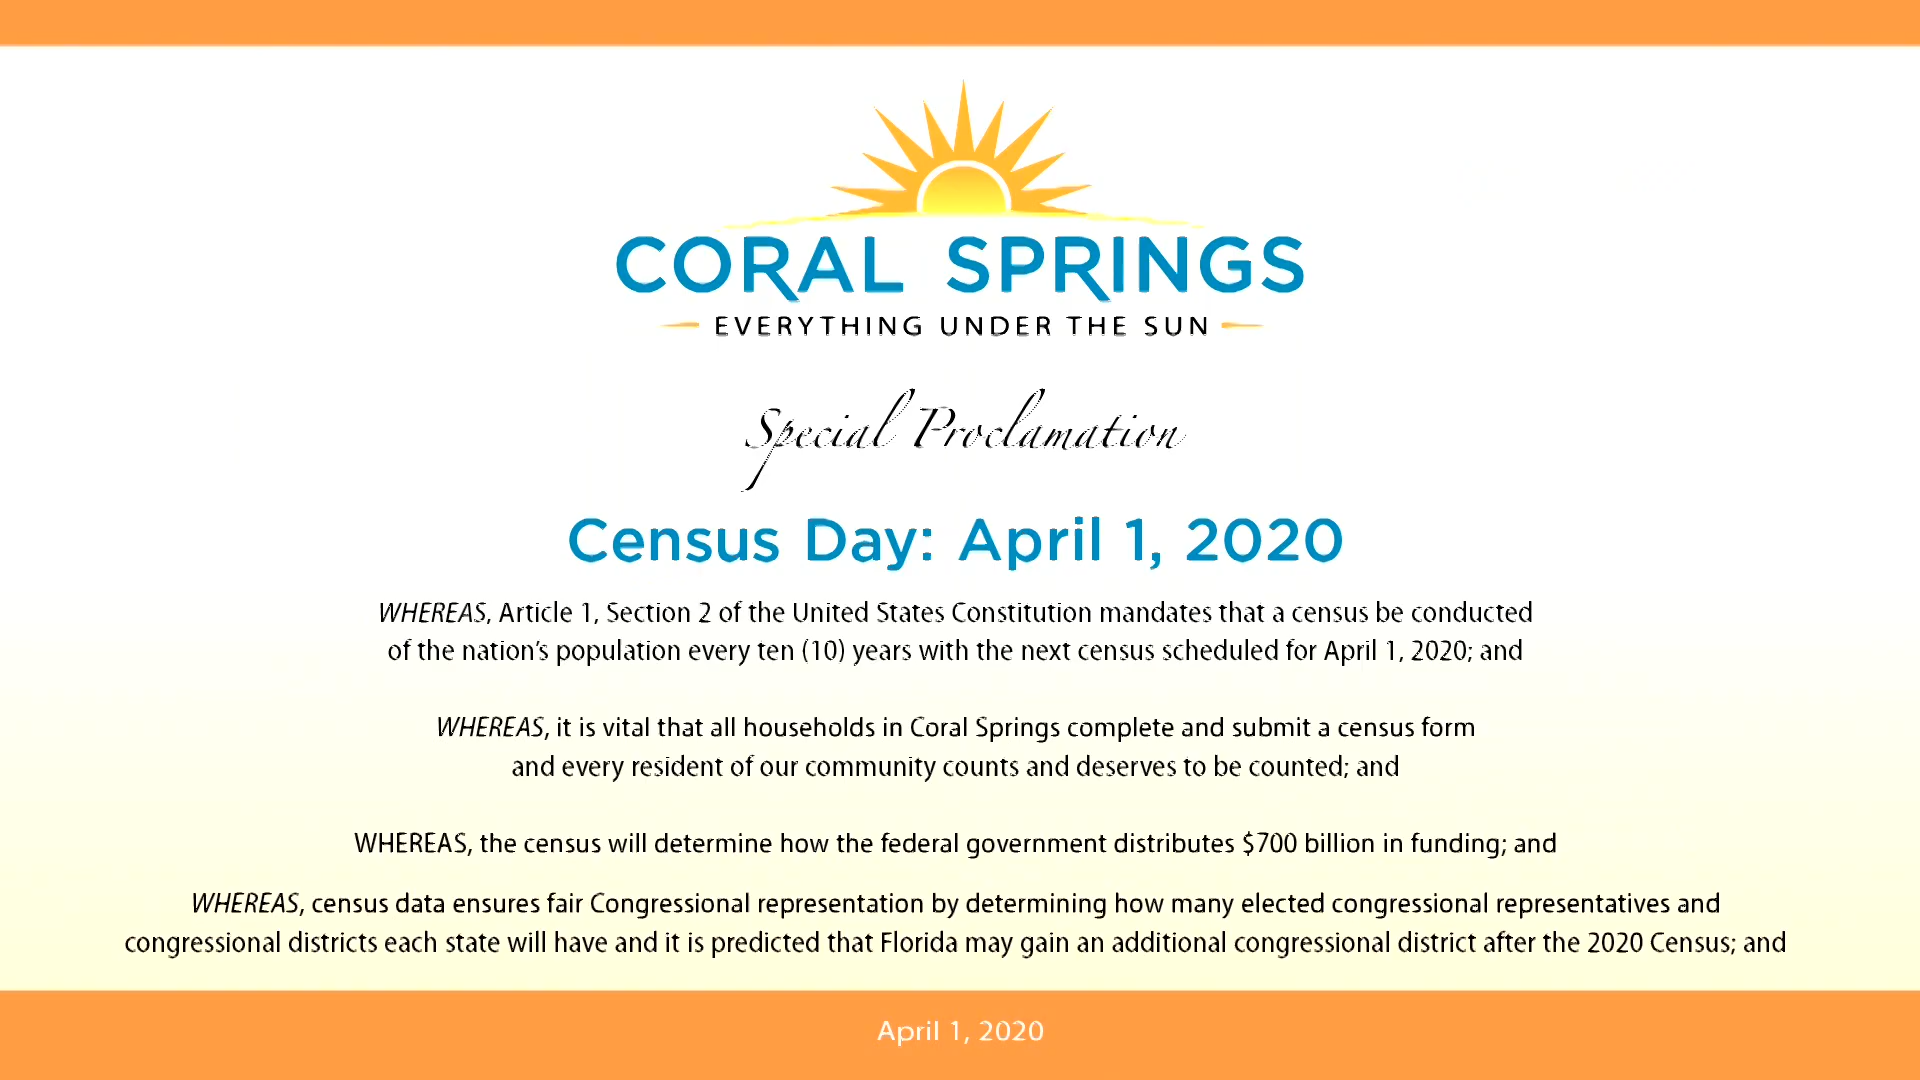 CORAL SPRINGS
EVERYTHING UNDER THE SUN
Special Proclamation
Census Day: April 1, 2020
WHEREAS, Article 1, Section 2 of the United States Constitution mandates that a census be conducted
of the nation’s population every ten (10) years with the next census scheduled for April 1, 2020; and
WHEREAS, it is vital that all households in Coral Springs complete and submit a census form
and every resident of our community counts and deserves to be counted; and
WHEREAS, the census will determine how the federal government distributes $700 billion in funding; and
WHEREAS, census data ensures fair Congressional representation by determining how many elected congressional representatives and
congressional districts each state will have and it is predicted that Florida may gain an additional congressional district after the 2020 Census; and
April 1, 2020